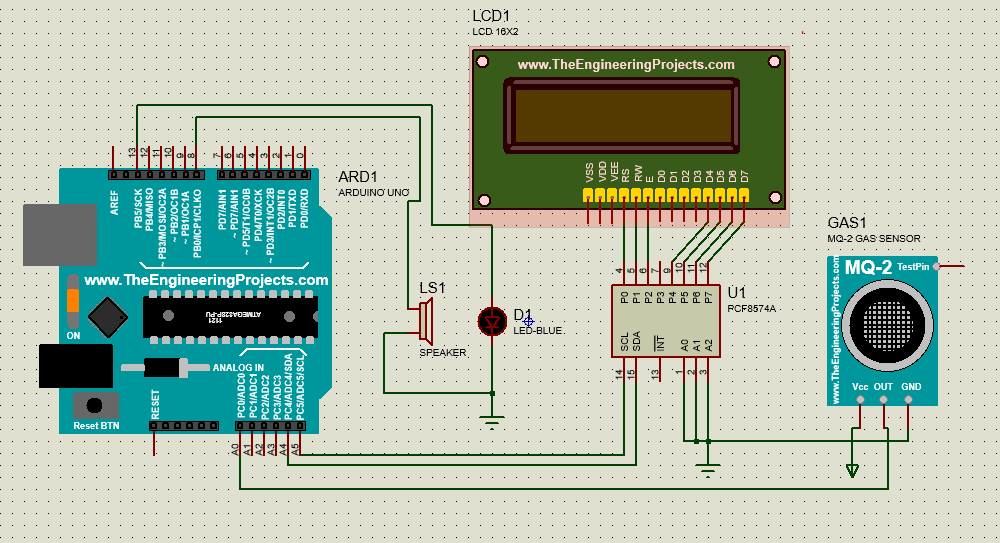 LCD1
LCD 16X2
www.TheEngineeringProjects.com
VSS
VDD
VEE
RS
RW
E
D0
D1
D2
D3
D4
D5
D6
D7
13
12
11
10
9
8
7
6
5
4
3
2
1
0
ARD1
ARDUINO UNO
AREF
PB5/SCK
PB4/MISO
~ PB3/MOSI/OC2A
~ PB2/OC1B
~ PB1/OC1A
PB0/ICP1/CLKO
PD7/AIN1
~ PD7/AIN1
~ PD5/T1/OC0B
PD4/T0/XCK
~ PD3/INT1/OC2B
PD2/INT0
PD1/TXD
PD0/RXD
www.TheEngineeringProjects.com
1121
ATMEGA328P-PU
ON
ANALOG IN
RESET
PC0/ADC0
PC1/ADC1
PC2/ADC2
PC3/ADC3
PC4/ADC4/SDA
PC5/ADC5/SCL
Reset BTN
A0
A1
A2
A3
A4
A5
LS1
SPEAKER
D1
LED-BLUE
4
5
6
7
9
10
11
12
P0
P1
P2
P3
P4
P5
P6
P7
U1
PCF8574A
SCL
SDA
INT
A0
A1
A2
14
15
13
1
2
3
GAS1
MQ-2 GAS SENSOR
MQ-2
TestPin
www.TheEngineeringProjects.com
Vcc
OUT
GND